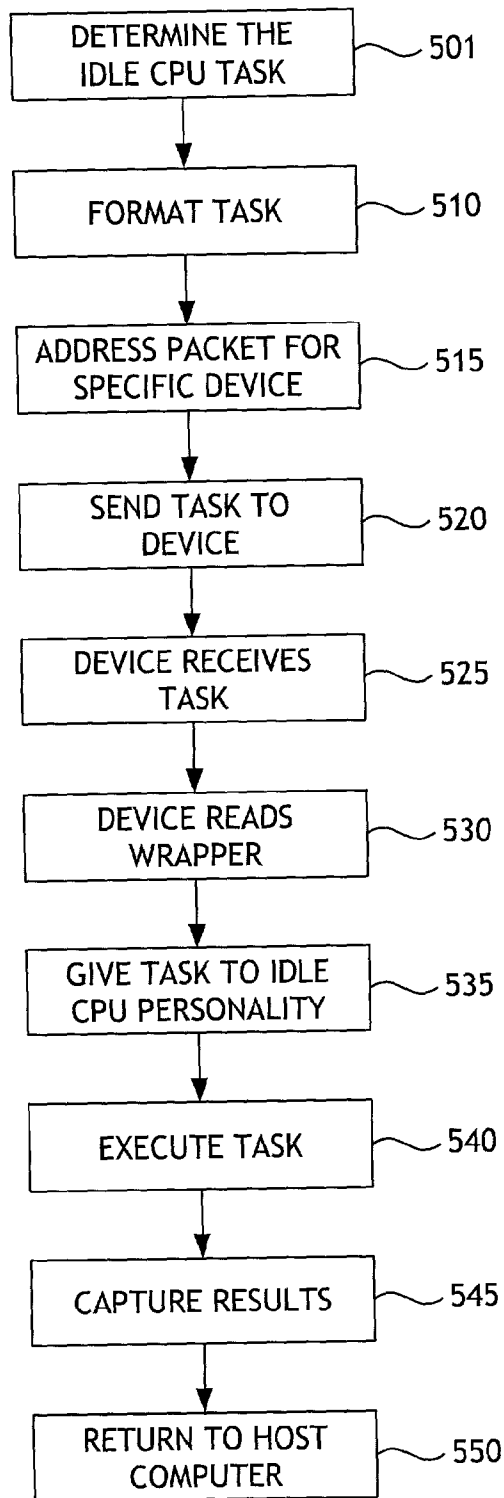 DETERMINE THE
IDLE CPU TASK
501
FORMAT TASK
510
ADDRESS PACKET FOR
SPECIFIC DEVICE
515
SEND TASK TO
DEVICE
520
DEVICE RECEIVES
TASK
525
DEVICE READS
WRAPPER
530
GIVE TASK TO IDLE
CPU PERSONALITY
535
EXECUTE TASK
540
CAPTURE RESULTS
545
RETURN TO HOST
COMPUTER
550